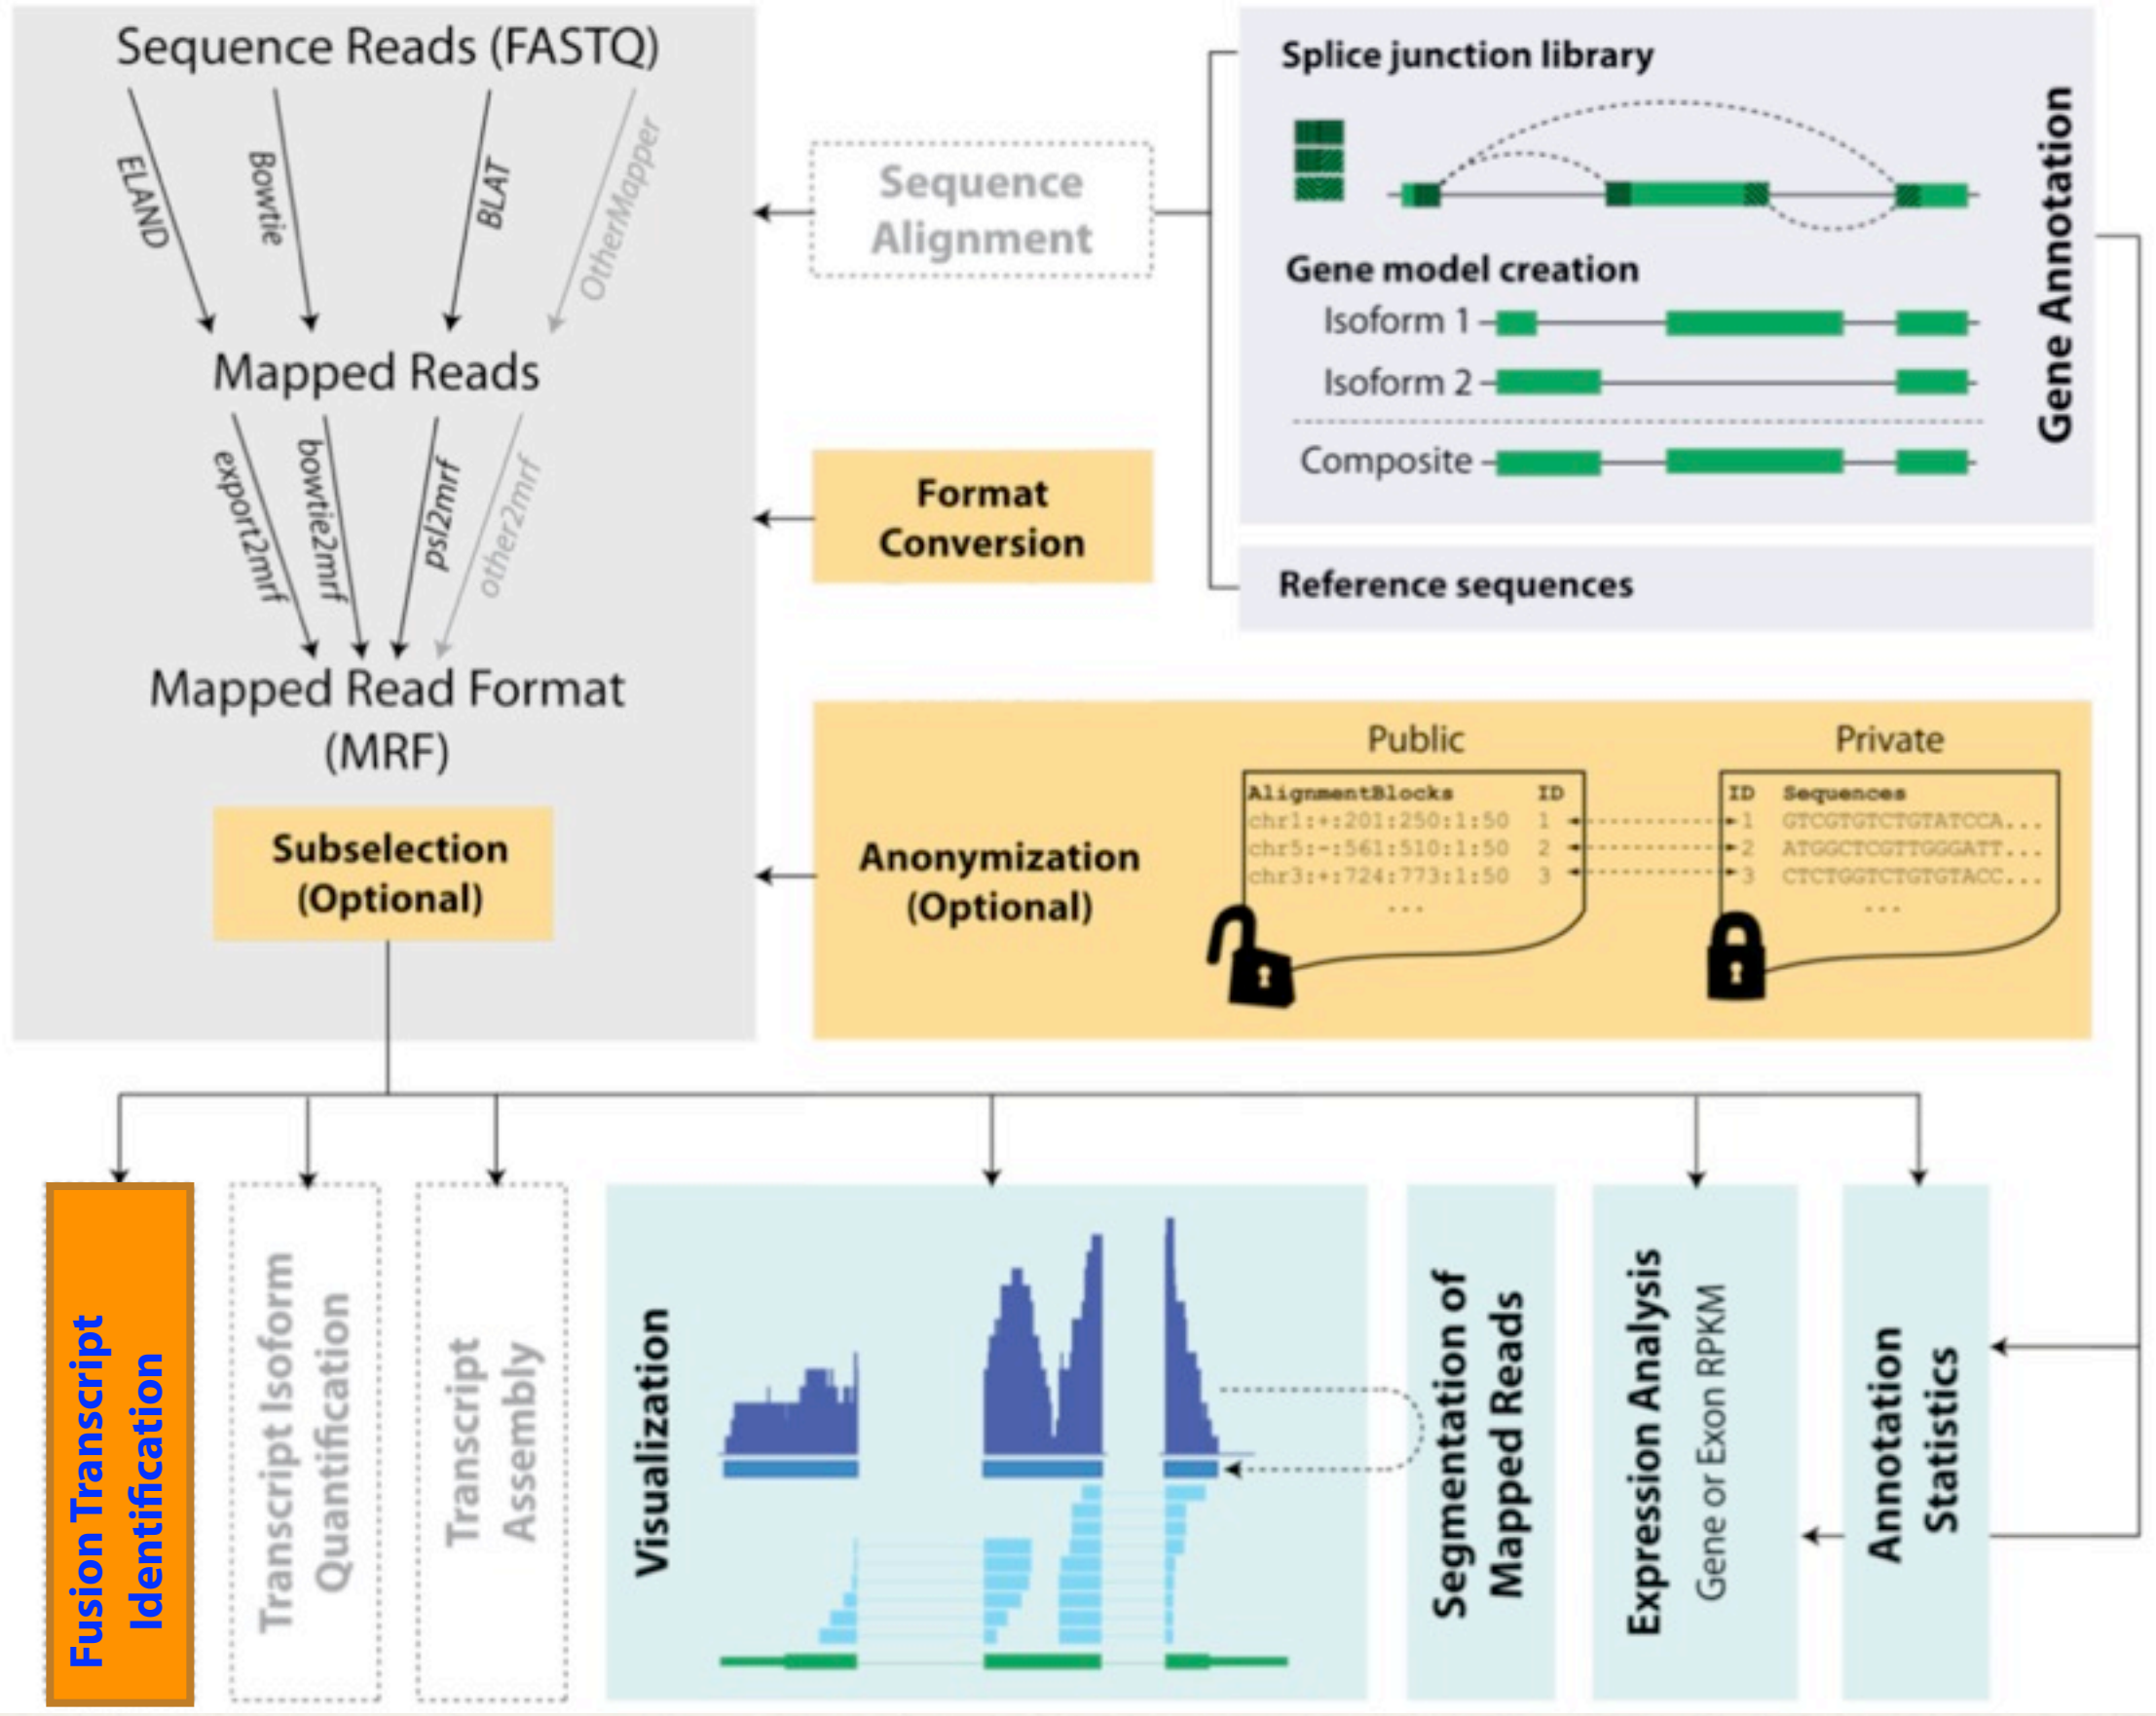 Sequence Reads (FASTQ)
ELAND
Bowtie
BLAT
OtherMapper
Mapped Reads
export2mrf
bowtie2mrf
psl2mrf
other2mrf
Mapped Read Format
(MRF)
Subselection
(Optional)
Sequence
Alignment
Format
Conversion
Splice junction library
Gene model creation
Isoform 1
Isoform 2
Composite
Gene Annotation
Reference sequences
Anonymization
(Optional)
Public
AlignmentBlocks ID
chr1:+:201:250:1:50 1
chr5:-:561:510:1:50 2
chr3:+:724:773:1:50 3
...
Private
ID Sequences
1 GTCGTGTCTGTATCCA...
2 ATGGCTCGTTGGGATT...
3 CTCTGGTCTGTGTACC...
...
Fusion Transcript
Identification
Transcript Isoform
Quantification
Transcript
Assembly
Visualization
Segmentation of
Mapped Reads
Expression Analysis
Gene or Exon RPKM
Annotation
Statistics